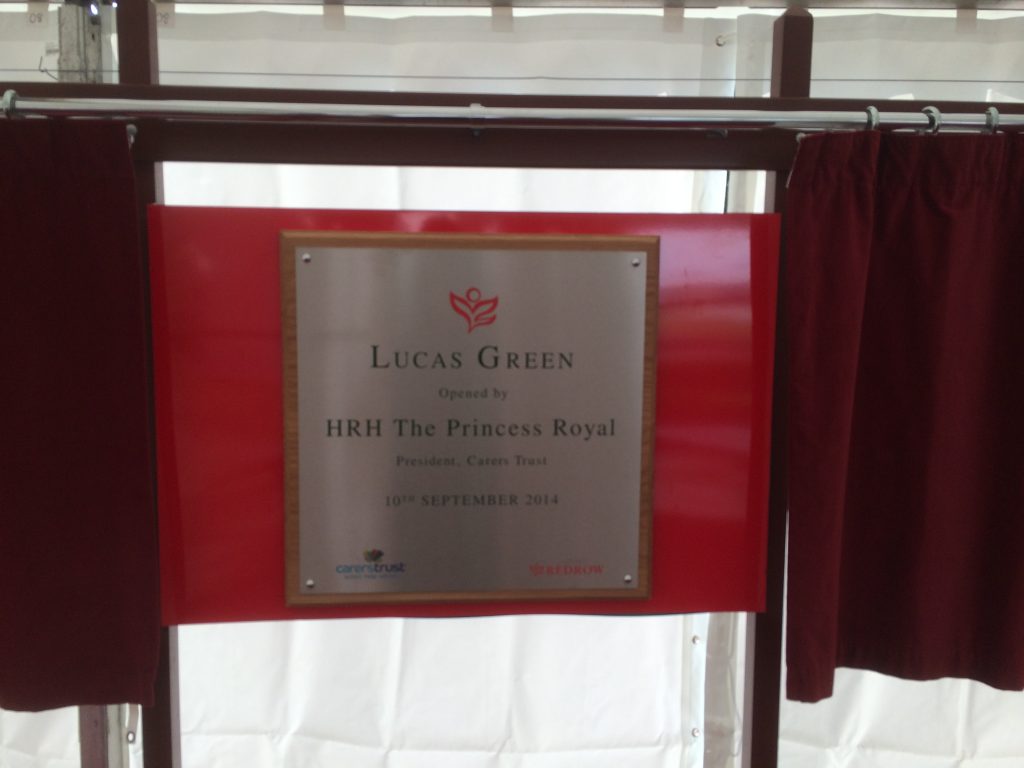 LUCAS GREEN
Opened by
HRH The Princess Royal
President, Carers Trust
10TH SEPTEMBER 2014
carerstrust
REDROW